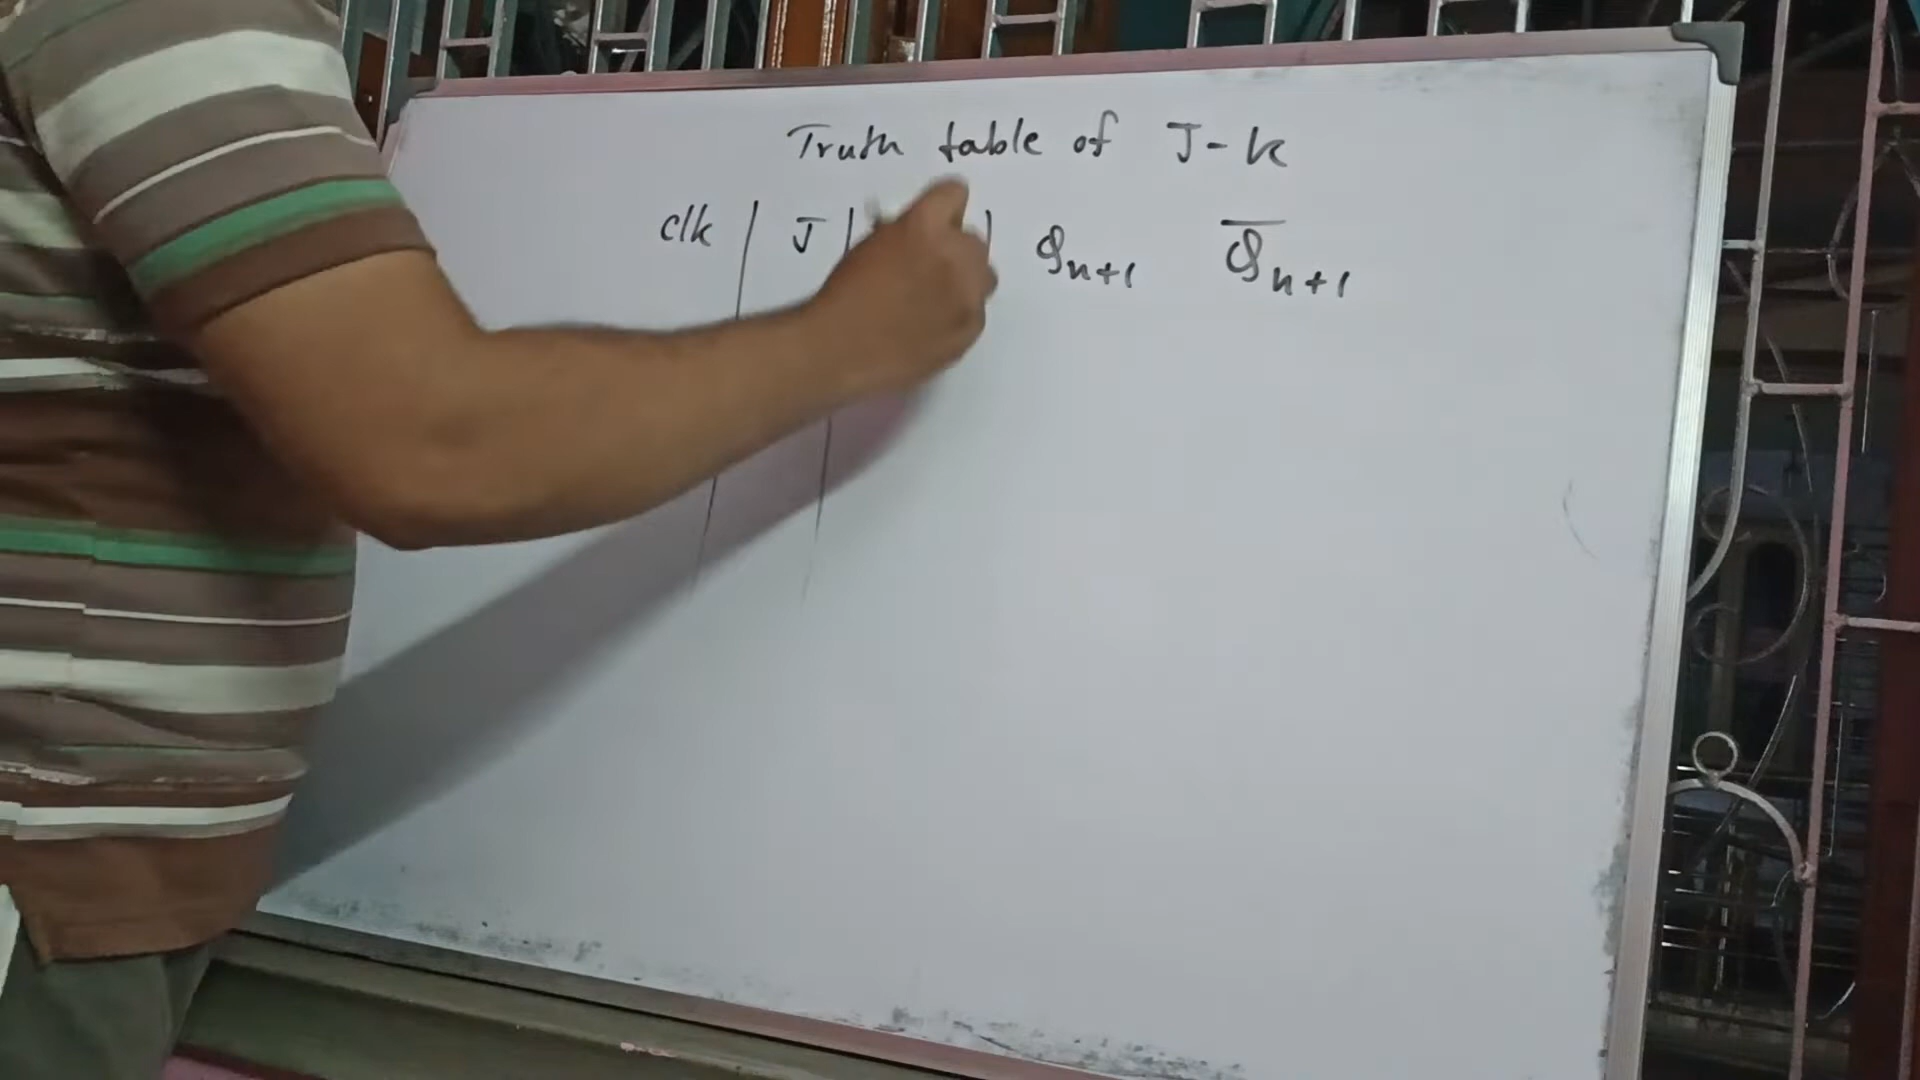 Truth table of J-K
clk | J | | Qn+1 Q̅n+1